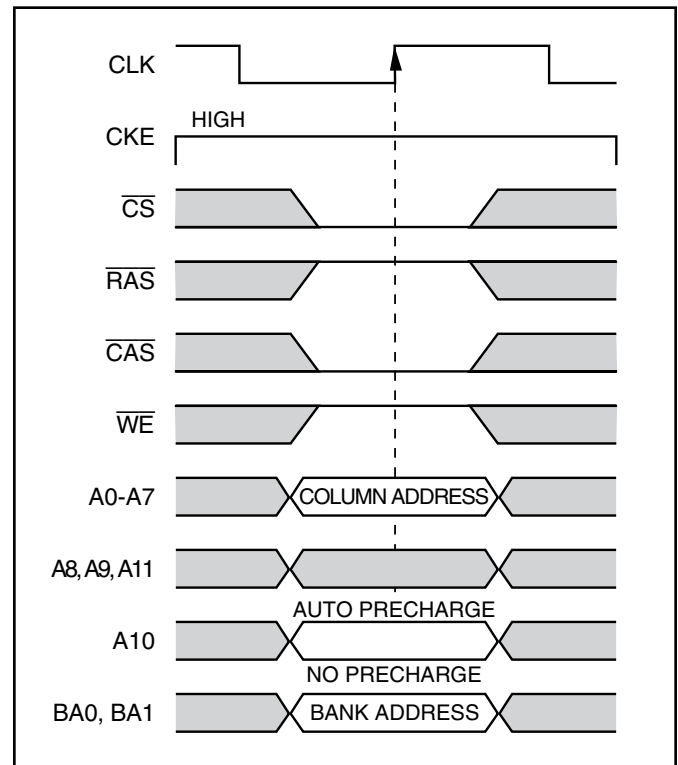 CLK
CKE HIGH
CS
RAS
CAS
WE
A0-A7 COLUMN ADDRESS
A8, A9, A11
AUTO PRECHARGE
A10
NO PRECHARGE
BA0, BA1 BANK ADDRESS